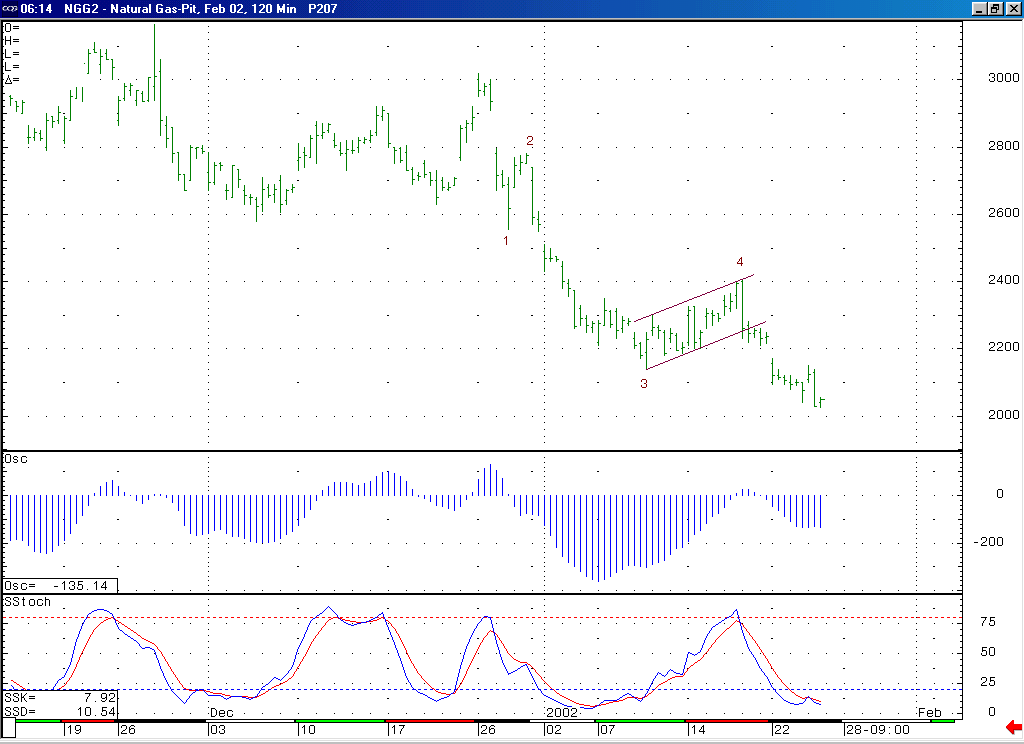 06:14 NGG2 - Natural Gas-Pit, Feb 02, 120 Min P207
O=
H=
L=
L=
Δ=
3000
2800
2600
2400
2200
2000
1
2
3
4
Osc
0
-200
Osc= -135.14
SStoch
75
50
25
0
SSK= 7.92
SSD= 10.54
Dec 2002 Feb
19 26 03 10 17 26 02 07 14 22 28-09:00